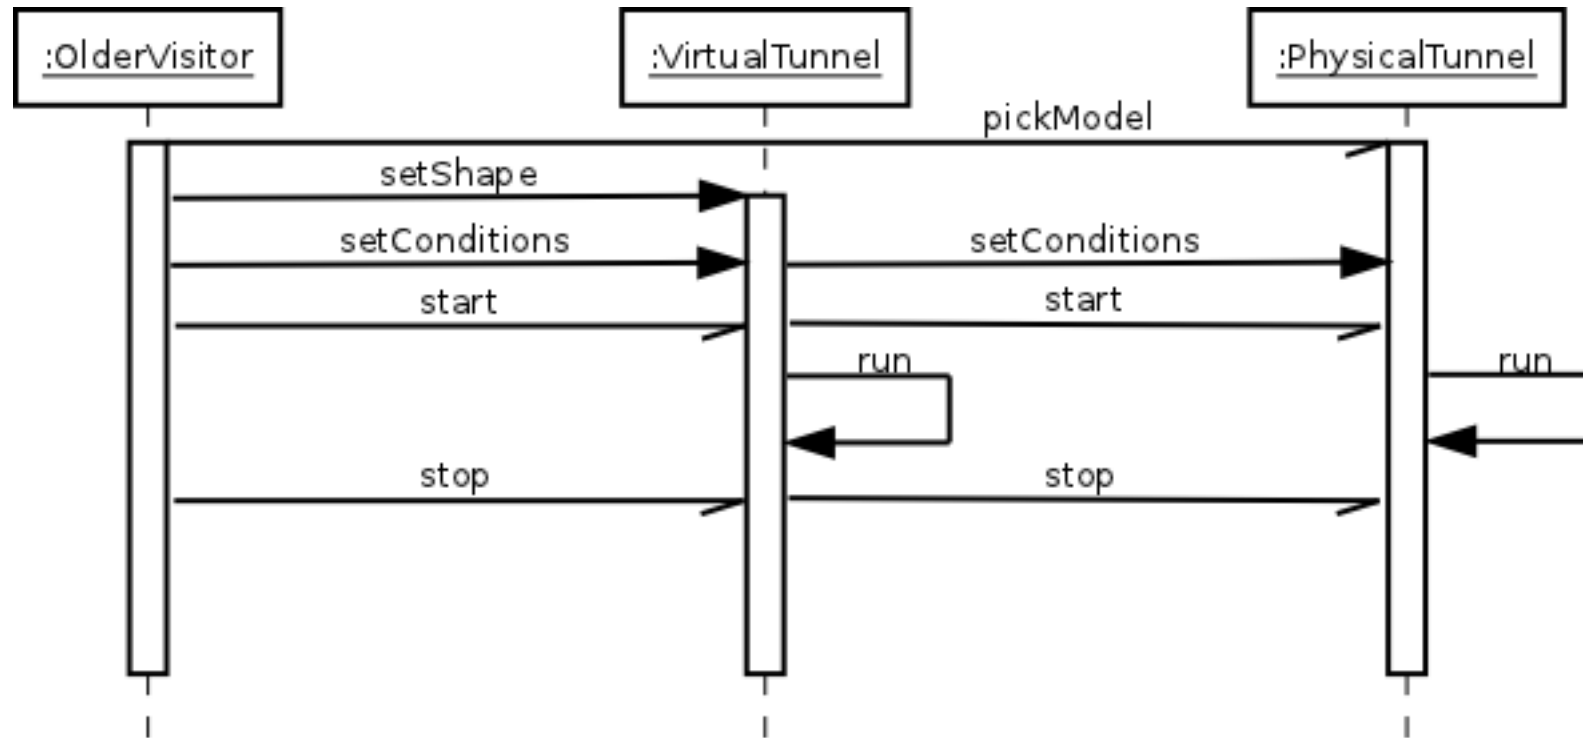 :OlderVisitor
:VirtualTunnel
:PhysicalTunnel
pickModel
setShape
setConditions
setConditions
start
start
run
run
stop
stop